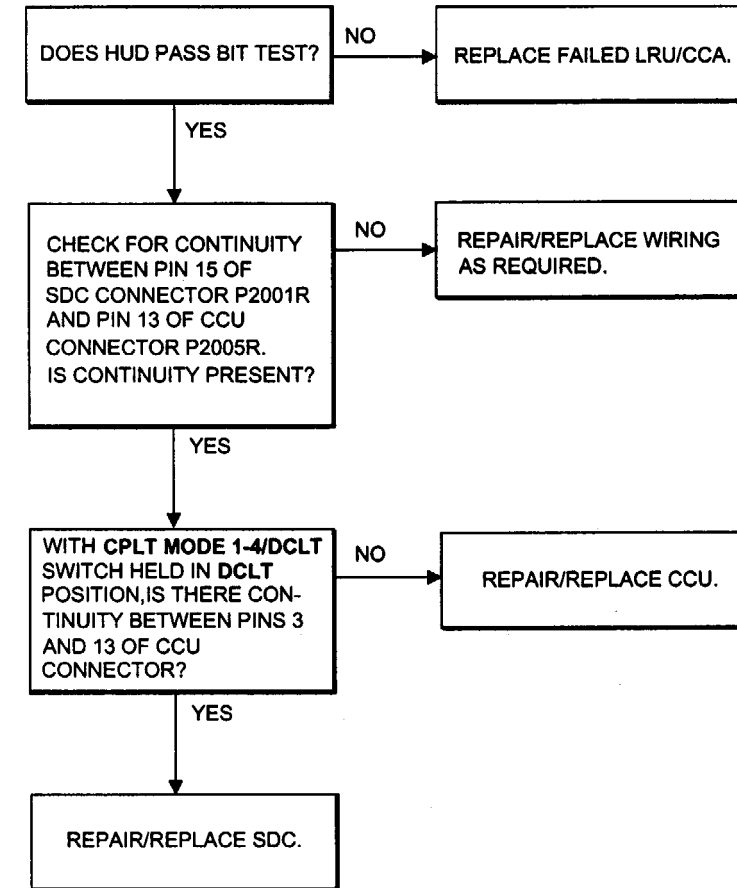 DOES HUD PASS BIT TEST?
NO
REPLACE FAILED LRU/CCA.
YES
CHECK FOR CONTINUITY
BETWEEN PIN 15 OF
SDC CONNECTOR P2001R
AND PIN 13 OF CCU
CONNECTOR P2005R.
IS CONTINUITY PRESENT?
NO
REPAIR/REPLACE WIRING
AS REQUIRED.
YES
WITH CPLT MODE 1-4/DCLT
SWITCH HELD IN DCLT
POSITION,IS THERE CON-
TINUITY BETWEEN PINS 3
AND 13 OF CCU
CONNECTOR?
NO
REPAIR/REPLACE CCU.
YES
REPAIR/REPLACE SDC.